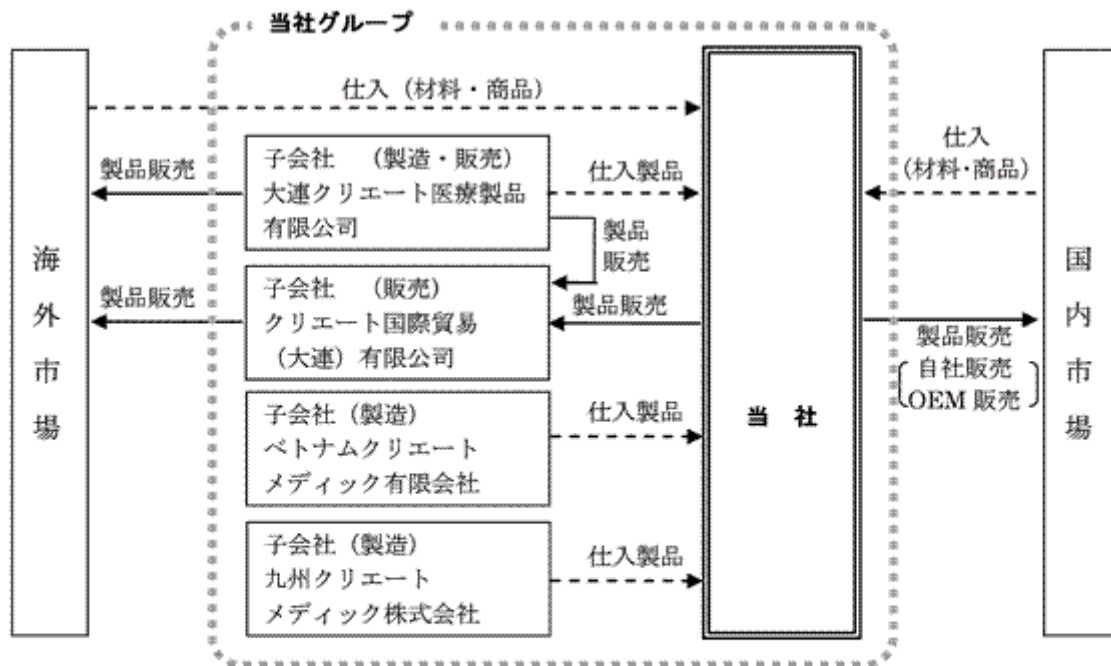 当社グループ
海外市場
仕入（材料・商品）
製品販売
子会社　（製造・販売）
大連クリエート医療製品
有限公司
仕入製品
製品
販売
製品販売
子会社　（販売）
クリエート国際貿易
（大連）有限公司
製品販売
子会社（製造）
ベトナムクリエート
メディック有限会社
仕入製品
子会社（製造）
九州クリエート
メディック株式会社
仕入製品
当　社
仕入
（材料・商品）
製品販売
自社販売
OEM 販売
国内市場